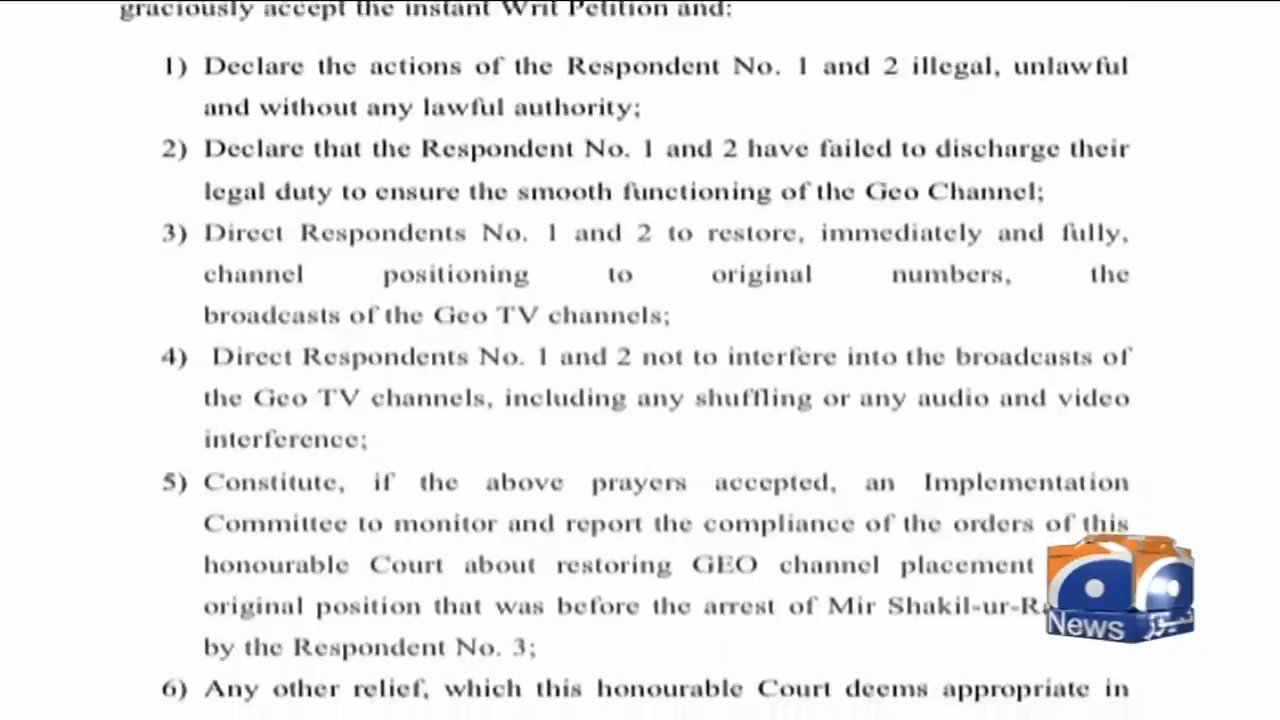 graciously accept the instant Writ Petition and:
1) Declare the actions of the Respondent No. 1 and 2 illegal, unlawful
and without any lawful authority;
2) Declare that the Respondent No. 1 and 2 have failed to discharge their
legal duty to ensure the smooth functioning of the Geo Channel;
3) Direct Respondents No. 1 and 2 to restore, immediately and fully,
channel positioning to original numbers, the
broadcasts of the Geo TV channels;
4) Direct Respondents No. 1 and 2 not to interfere into the broadcasts of
the Geo TV channels, including any shuffling or any audio and video
interference;
5) Constitute, if the above prayers accepted, an Implementation
Committee to monitor and report the compliance of the orders of this
honourable Court about restoring GEO channel placement
original position that was before the arrest of Mir Shakil-ur-Ra
by the Respondent No. 3;
6) Any other relief, which this honourable Court deems appropriate in
News نیوز